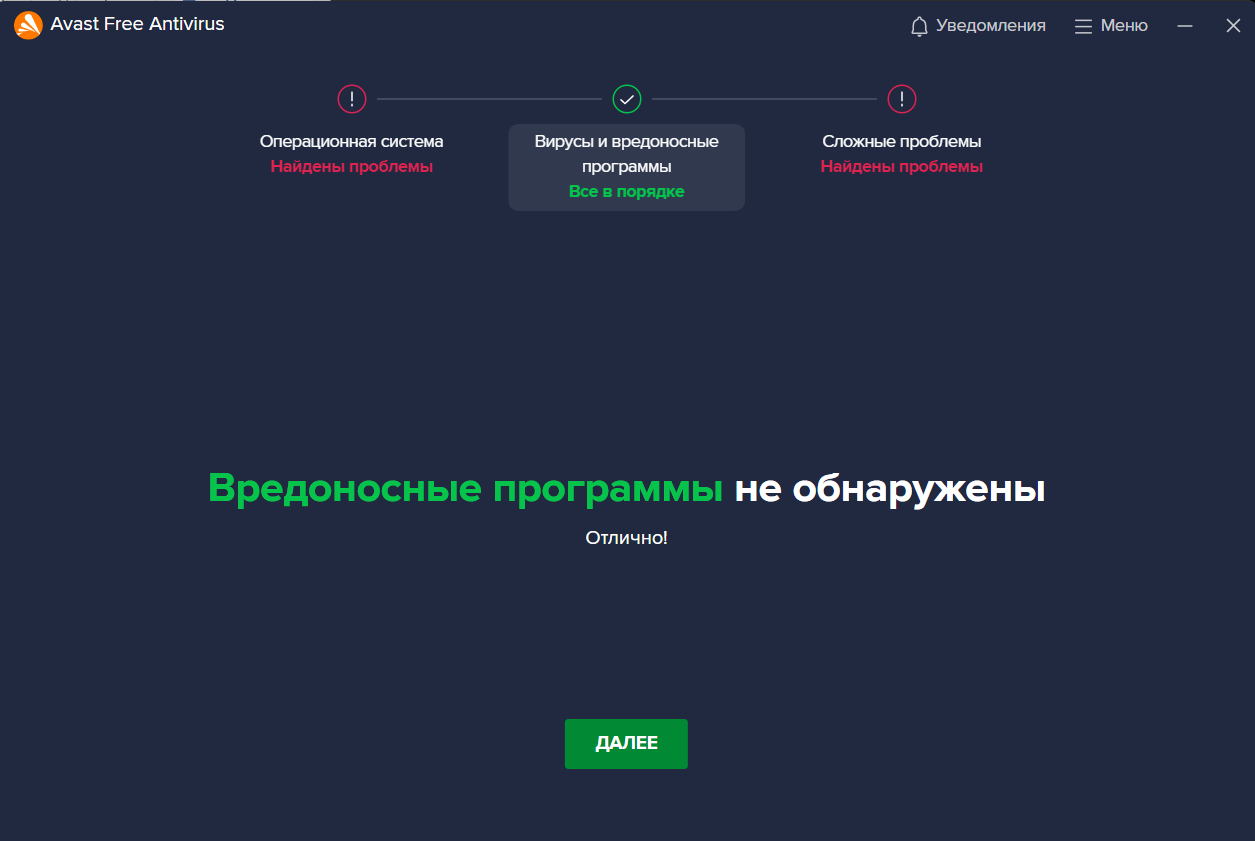 Avast Free Antivirus
Уведомления
Меню
Операционная система
Найдены проблемы
Вирусы и вредоносные
программы
Все в порядке
Сложные проблемы
Найдены проблемы
Вредоносные программы не обнаружены
Отлично!
ДАЛЕЕ